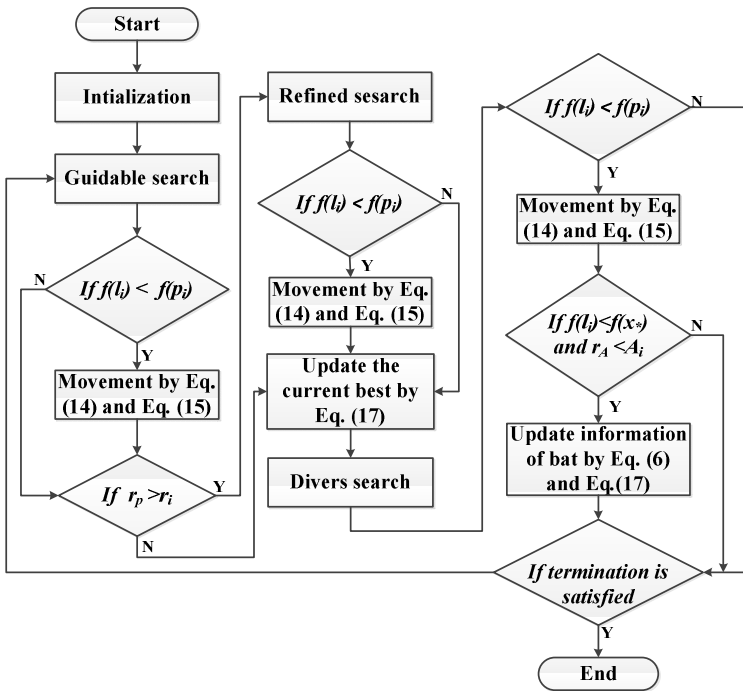 Start
Intialization
Guidable search
If f(li) < f(pi)
N
Y
Movement by Eq.
(14) and Eq. (15)
If rp >ri
Y
N
Refined sesarch
If f(li) < f(pi)
N
Y
Movement by Eq.
(14) and Eq. (15)
Update the
current best by
Eq. (17)
Divers search
If f(li) < f(pi)
N
Y
Movement by Eq.
(14) and Eq. (15)
If f(li)<f(x*)
and rA <Ai
N
Y
Update information
of bat by Eq. (6)
and Eq.(17)
If termination is
satisfied
Y
End